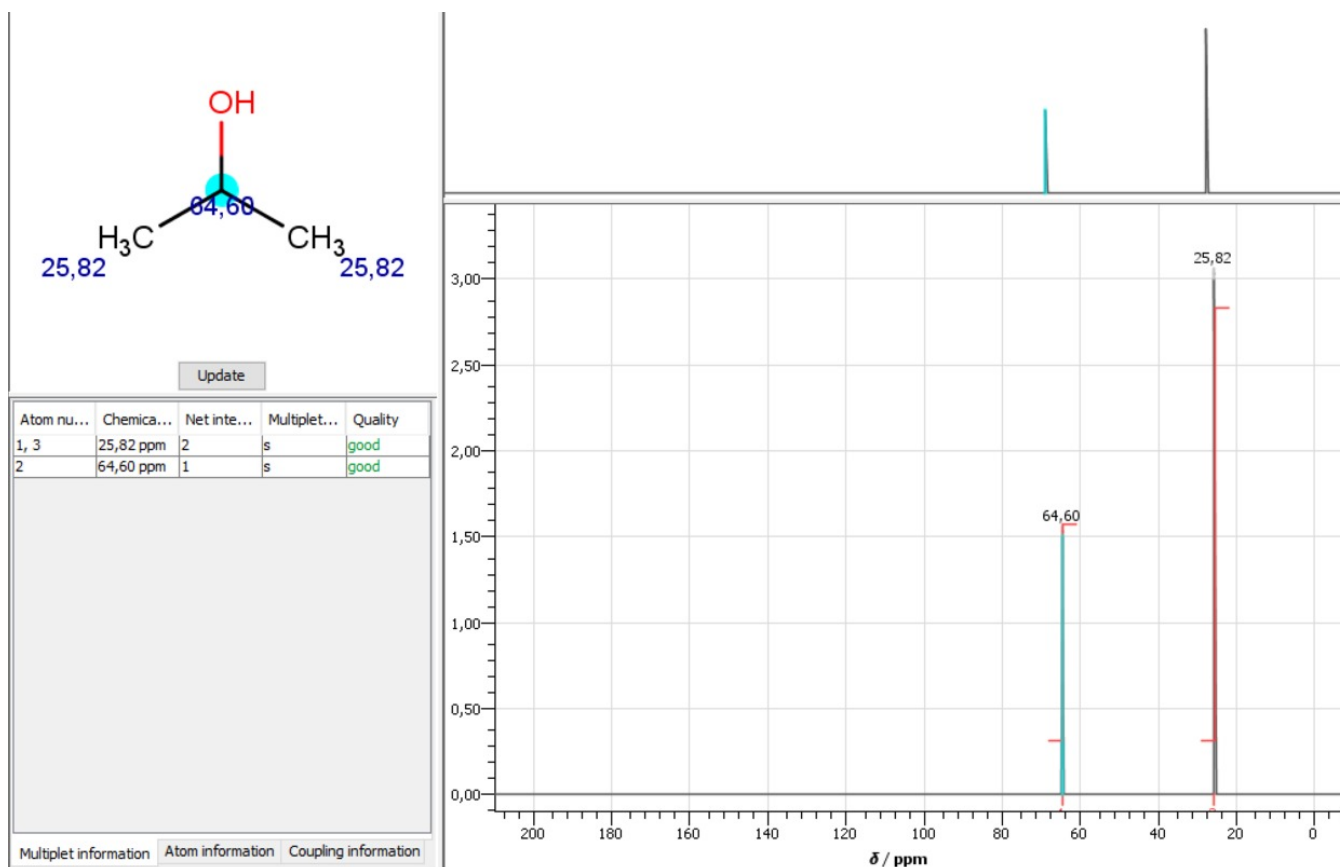 OH
64,60
H3C
CH3
25,82
25,82
Update
Atom nu... Chemica... Net inte... Multiplet... Quality
1, 3 25,82 ppm 2 s good
2 64,60 ppm 1 s good
Multiplet information Atom information Coupling information
25,82
3,00
2,50
2,00
64,60
1,50
1,00
0,50
0,00
200 180 160 140 120 100 80 60 40 20 0
δ / ppm